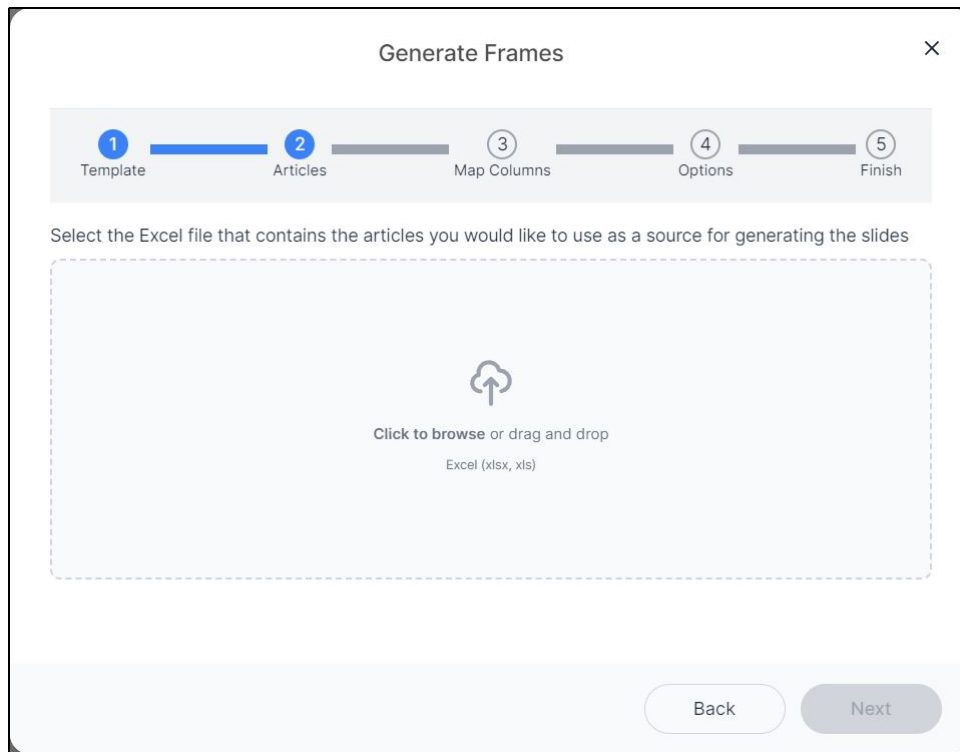 Generate Frames
1 2 3 4 5
Template Articles Map Columns Options Finish
Select the Excel file that contains the articles you would like to use as a source for generating the slides
Click to browse or drag and drop
Excel (xlsx, xls)
Back Next